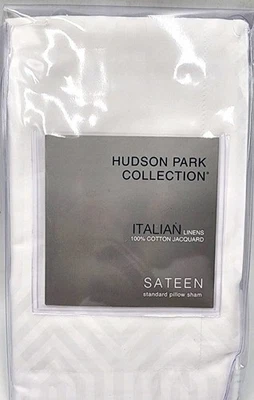 HUDSON PARK
COLLECTION®
ITALIAN LINENS
100% COTTON JACQUARD
SATEEN
standard pillow sham